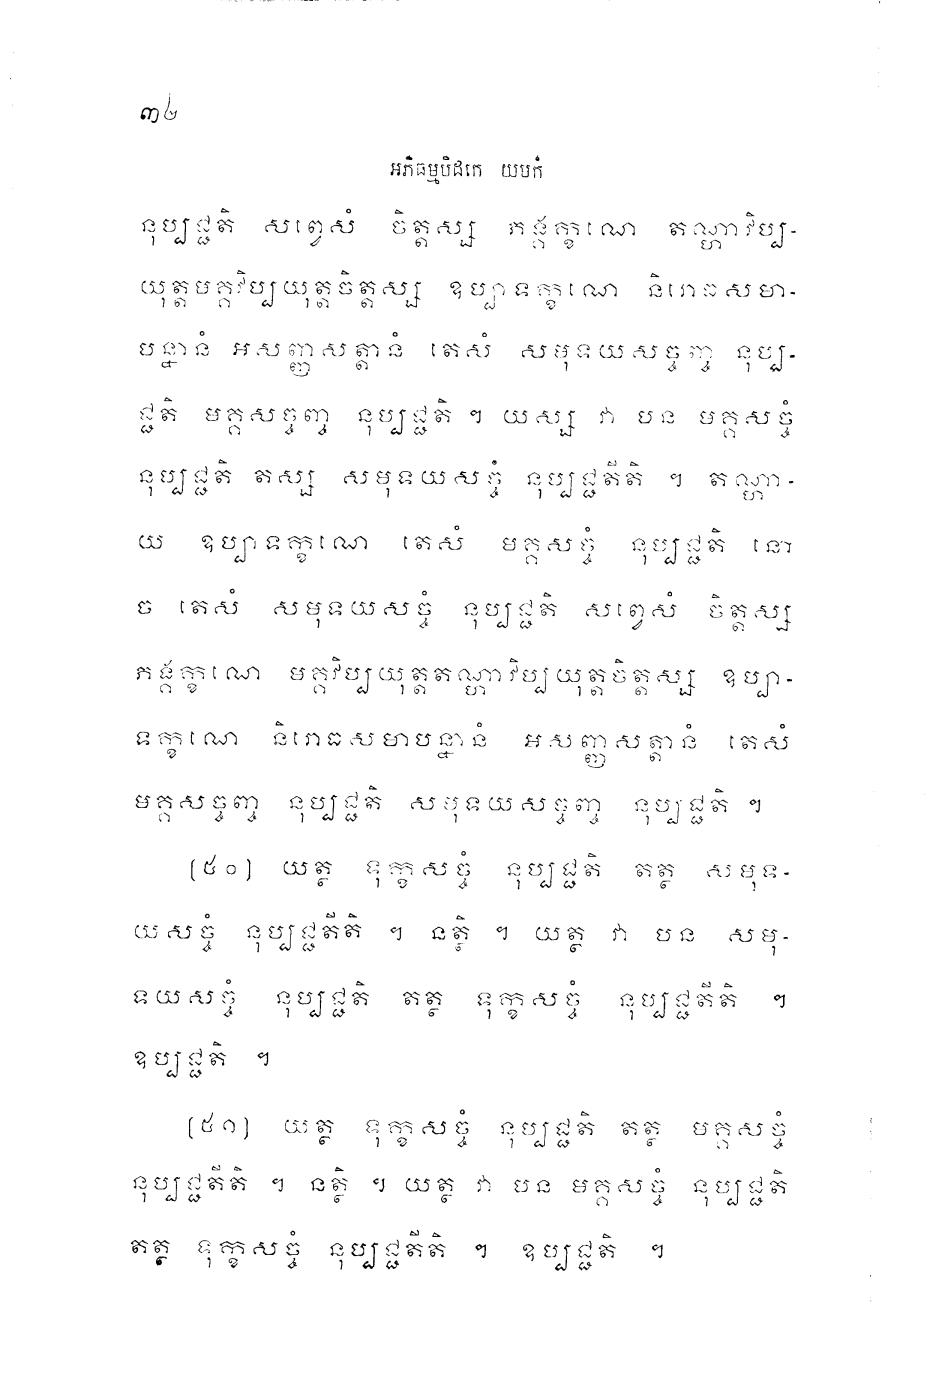 ៣៤
អភិធម្មបិដកេ យមកំ
នុប្បជ្ជតិ សព្វេសំ ចិត្តស្ស ភង្គក្ខណេ តណ្ហាវិប្ប-
យុត្តមគ្គវិប្បយុត្តចិត្តស្ស ឧប្បាទក្ខណេ និរោធសមា-
បន្នានំ អសញ្ញសត្តានំ តេសំ សមុទយសច្ចញ្ច នុប្ប-
ជ្ជតិ មគ្គសច្ចញ្ច នុប្បជ្ជតិ ។ យស្ស វា បន មគ្គសច្ចំ
នុប្បជ្ជតិ តស្ស សមុទយសច្ចំ នុប្បជ្ជតីតិ ។ តណ្ហា-
យ ឧប្បាទក្ខណេ តេសំ មគ្គសច្ចំ នុប្បជ្ជតិ នោ
ច តេសំ សមុទយសច្ចំ នុប្បជ្ជតិ សព្វេសំ ចិត្តស្ស
ភង្គក្ខណេ មគ្គវិប្បយុត្តតណ្ហាវិប្បយុត្តចិត្តស្ស ឧប្បា-
ទក្ខណេ និរោធសមាបន្នានំ អសញ្ញសត្តានំ តេសំ
មគ្គសច្ចញ្ច នុប្បជ្ជតិ សមុទយសច្ចញ្ច នុប្បជ្ជតិ ។
[៥០] យត្ថ ទុក្ខសច្ចំ នុប្បជ្ជតិ តត្ថ សមុទ-
យសច្ចំ នុប្បជ្ជតីតិ ។ នត្ថិ ។ យត្ថ វា បន សមុ-
ទយសច្ចំ នុប្បជ្ជតិ តត្ថ ទុក្ខសច្ចំ នុប្បជ្ជតីតិ ។
ឧប្បជ្ជតិ ។
[៥១] យត្ថ ទុក្ខសច្ចំ នុប្បជ្ជតិ តត្ថ មគ្គសច្ចំ
នុប្បជ្ជតីតិ ។ នត្ថិ ។ យត្ថ វា បន មគ្គសច្ចំ នុប្បជ្ជតិ
តត្ថ ទុក្ខសច្ចំ នុប្បជ្ជតីតិ ។ ឧប្បជ្ជតិ ។